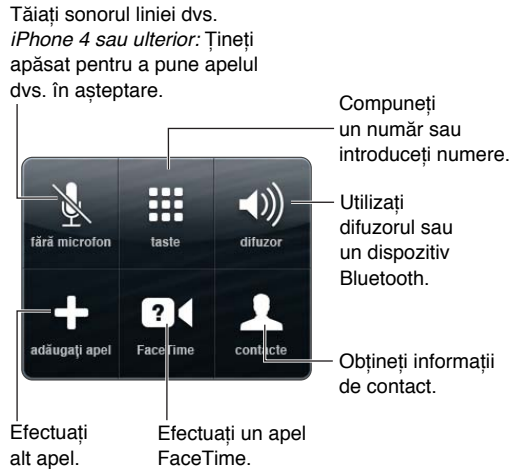 Tăiați sonorul liniei dvs.
iPhone 4 sau ulterior: Țineți
apăsat pentru a pune apelul
dvs. în așteptare.
Compuneți
un număr sau
introduceți numere.
fără microfon
taste
difuzor
Utilizați
difuzorul sau
un dispozitiv
Bluetooth.
?
adăugați apel
FaceTime
contacte
Obțineți informații
de contact.
Efectuați
alt apel.
Efectuați un apel
FaceTime.